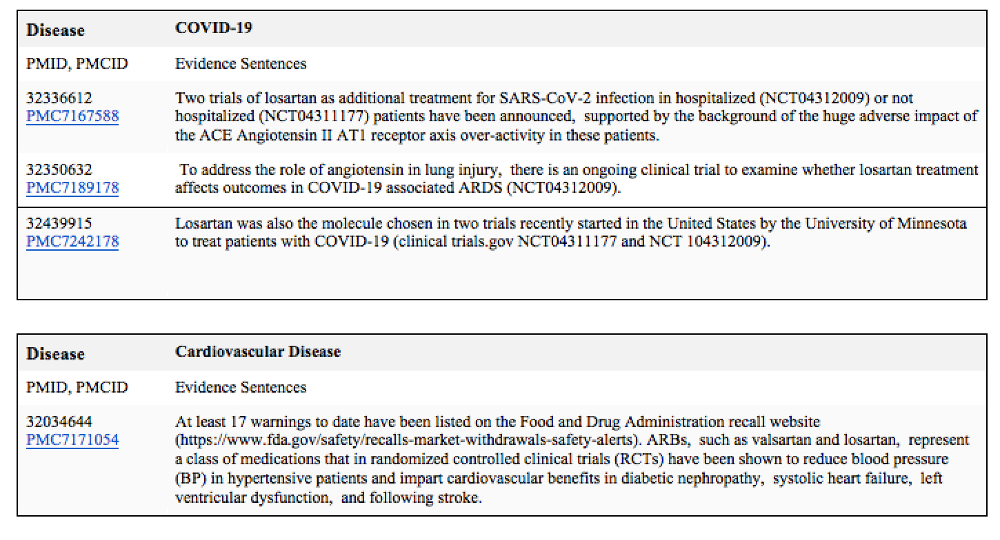 Disease COVID-19
PMID, PMCID Evidence Sentences
32336612 Two trials of losartan as additional treatment for SARS-CoV-2 infection in hospitalized (NCT04312009) or not
PMC7167588 hospitalized (NCT04311177) patients have been announced,  supported by the background of the huge adverse impact of
the ACE Angiotensin II AT1 receptor axis over-activity in these patients.
32350632 To address the role of angiotensin in lung injury,  there is an ongoing clinical trial to examine whether losartan treatment
PMC7189178 affects outcomes in COVID-19 associated ARDS (NCT04312009).
32439915 Losartan was also the molecule chosen in two trials recently started in the United States by the University of Minnesota
PMC7242178 to treat patients with COVID-19 (clinical trials.gov NCT04311177 and NCT 104312009).
Disease Cardiovascular Disease
PMID, PMCID Evidence Sentences
32034644 At least 17 warnings to date have been listed on the Food and Drug Administration recall website
PMC7171054 (https://www.fda.gov/safety/recalls-market-withdrawals-safety-alerts). ARBs,  such as valsartan and losartan,  represent
a class of medications that in randomized controlled clinical trials (RCTs) have been shown to reduce blood pressure
(BP) in hypertensive patients and impart cardiovascular benefits in diabetic nephropathy,  systolic heart failure,  left
ventricular dysfunction,  and following stroke.